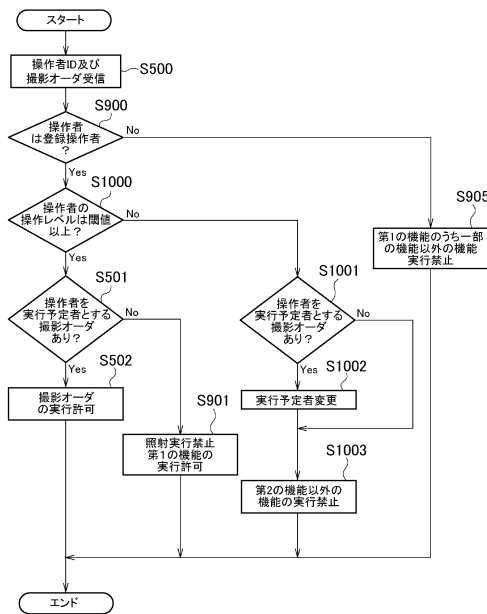 スタート
操作者ID及び
撮影オーダ受信
S500
操作者
は登録操作者
?
S900
No
Yes
操作者の
操作レベルは閾値
以上?
S1000
No
Yes
第1の機能のうち一部
の機能以外の機能
実行禁止
S905
操作者を
実行予定者とする
撮影オーダ
あり?
S501
No
Yes
操作者を
実行予定者とする
撮影オーダ
あり?
S1001
No
Yes
撮影オーダ
の実行許可
S502
実行予定者変更
S1002
照射実行禁止
第1の機能の
実行許可
S901
第2の機能以外の
機能の実行禁止
S1003
エンド